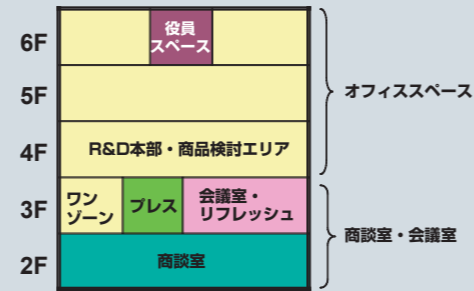 6F
役員
スペース
5F
オフィススペース
4F
R&D本部・商品検討エリア
3F
ワン
ゾーン
プレス
会議室・
リフレッシュ
商談室・会議室
2F
商談室